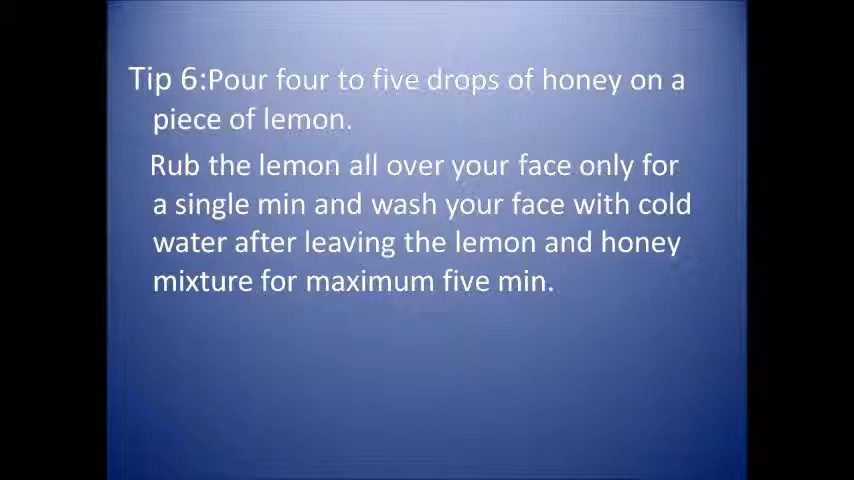 Tip 6:Pour four to five drops of honey on a
piece of lemon.
Rub the lemon all over your face only for
a single min and wash your face with cold
water after leaving the lemon and honey
mixture for maximum five min.